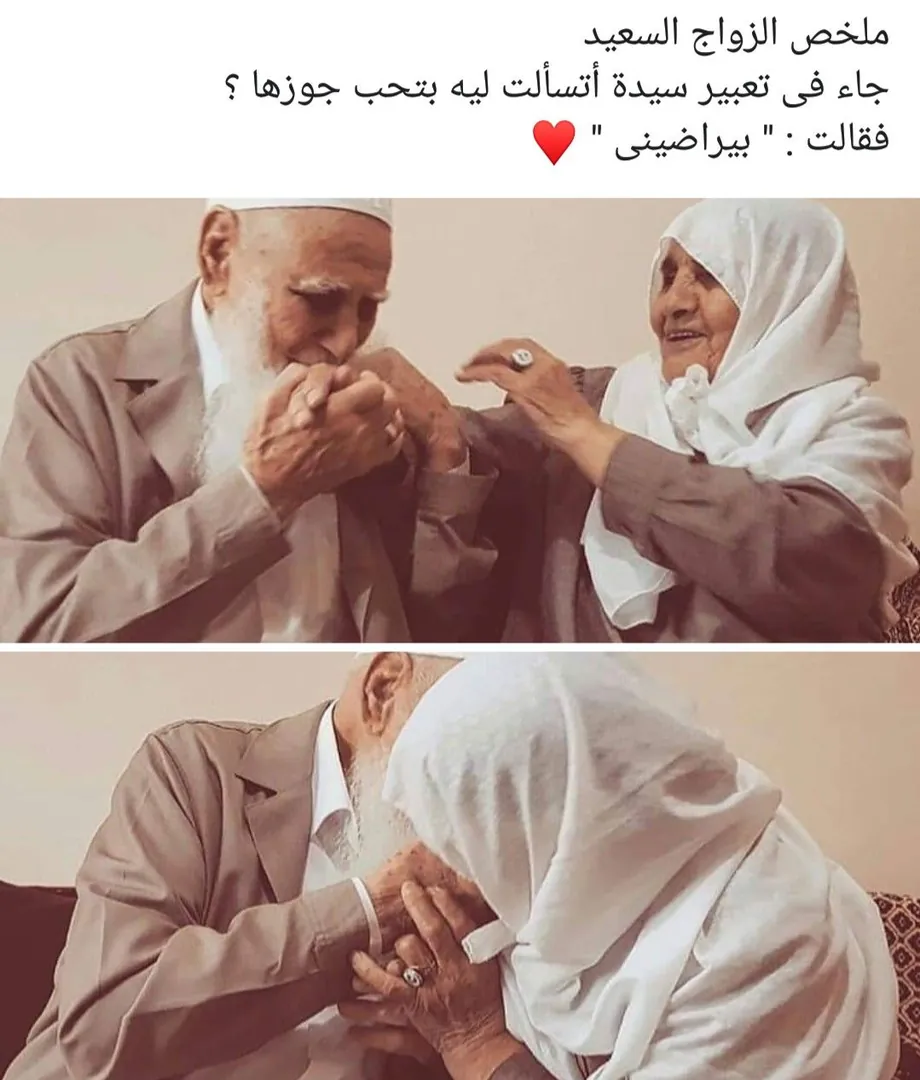 ملخص الزواج السعيد
جاء فى تعبير سيدة أتسألت ليه بتحب جوزها ؟
فقالت : " بيراضينى " ♥️